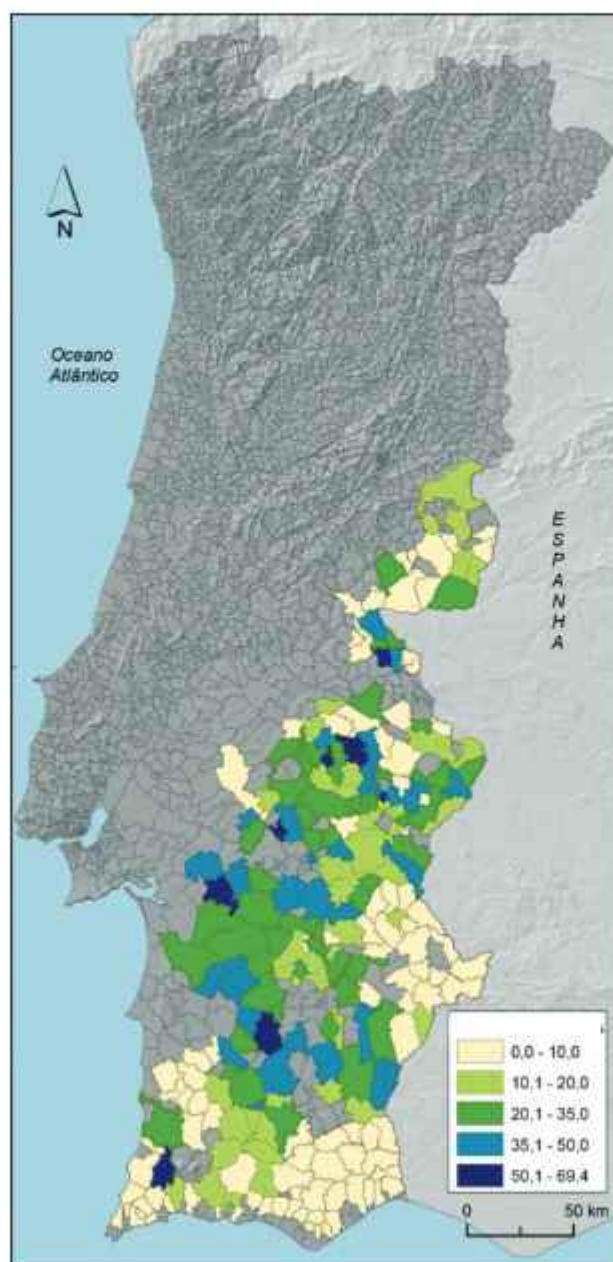 N
Oceano
Atlântico
ESPANHA
0,0 - 10,0
10,1 - 20,0
20,1 - 35,0
35,1 - 50,0
50,1 - 69.4
0 50 km